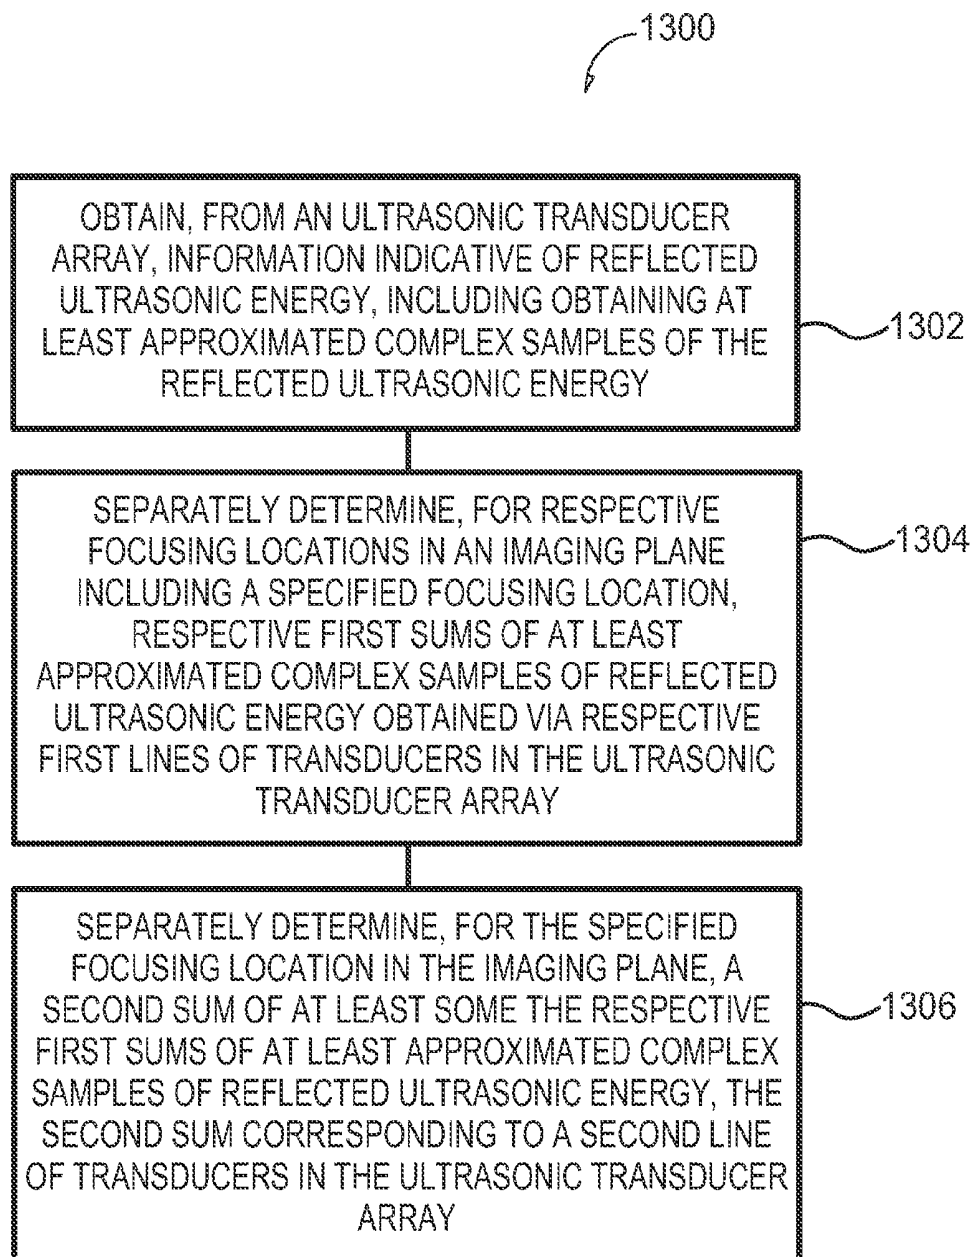 1300
OBTAIN, FROM AN ULTRASONIC TRANSDUCER
ARRAY, INFORMATION INDICATIVE OF REFLECTED
ULTRASONIC ENERGY, INCLUDING OBTAINING AT
LEAST APPROXIMATED COMPLEX SAMPLES OF THE
REFLECTED ULTRASONIC ENERGY
1302
SEPARATELY DETERMINE, FOR RESPECTIVE
FOCUSING LOCATIONS IN AN IMAGING PLANE
INCLUDING A SPECIFIED FOCUSING LOCATION,
RESPECTIVE FIRST SUMS OF AT LEAST
APPROXIMATED COMPLEX SAMPLES OF REFLECTED
ULTRASONIC ENERGY OBTAINED VIA RESPECTIVE
FIRST LINES OF TRANSDUCERS IN THE ULTRASONIC
TRANSDUCER ARRAY
1304
SEPARATELY DETERMINE, FOR THE SPECIFIED
FOCUSING LOCATION IN THE IMAGING PLANE, A
SECOND SUM OF AT LEAST SOME THE RESPECTIVE
FIRST SUMS OF AT LEAST APPROXIMATED COMPLEX
SAMPLES OF REFLECTED ULTRASONIC ENERGY, THE
SECOND SUM CORRESPONDING TO A SECOND LINE
OF TRANSDUCERS IN THE ULTRASONIC TRANSDUCER
ARRAY
1306